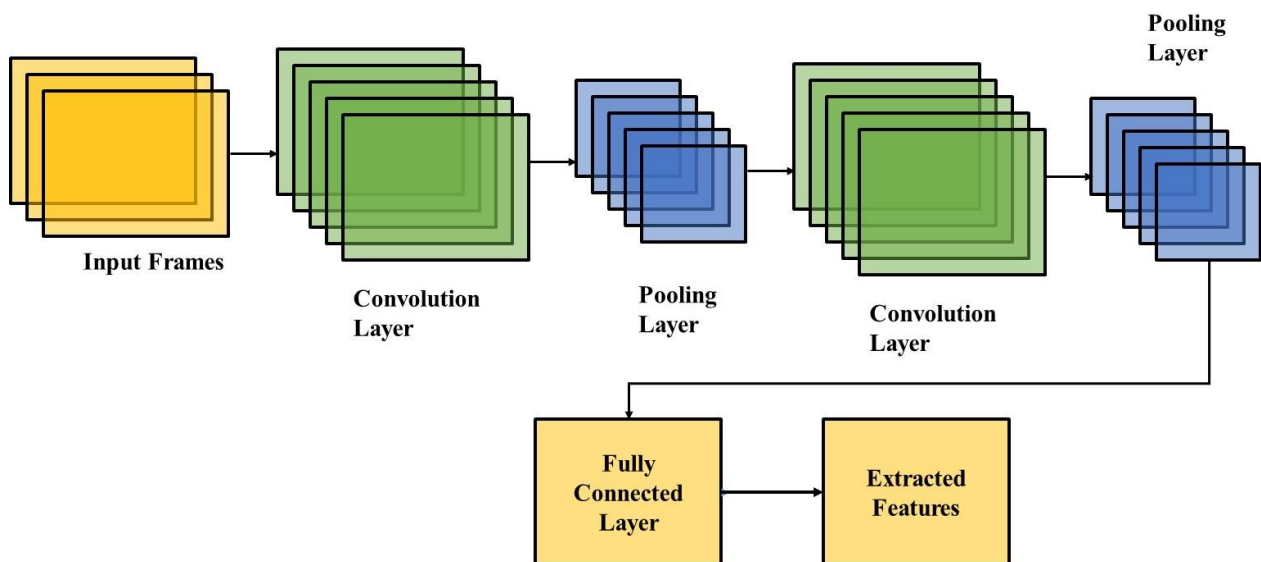 Input Frames
Convolution
Layer
Pooling
Layer
Convolution
Layer
Pooling
Layer
Fully
Connected
Layer
Extracted
Features